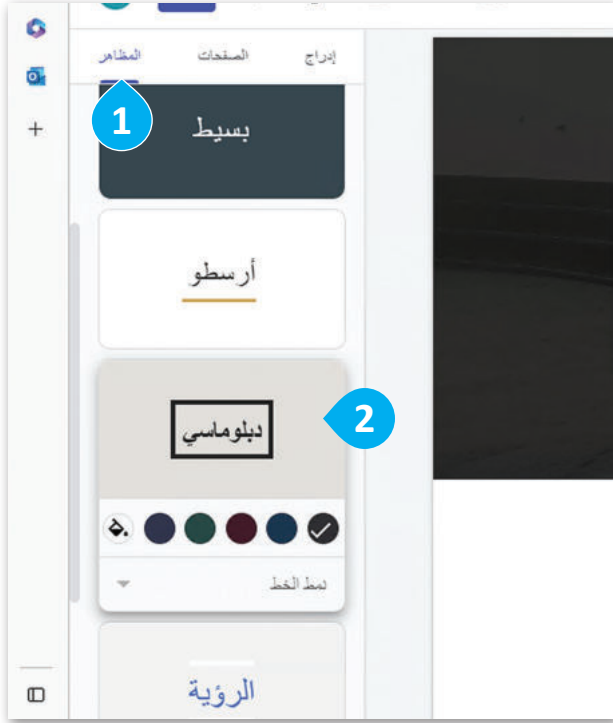 إدراج الصفحات المظاهر
1
بسيط
أرسطو
دبلوماسي
2
نمط الخط
الرؤية